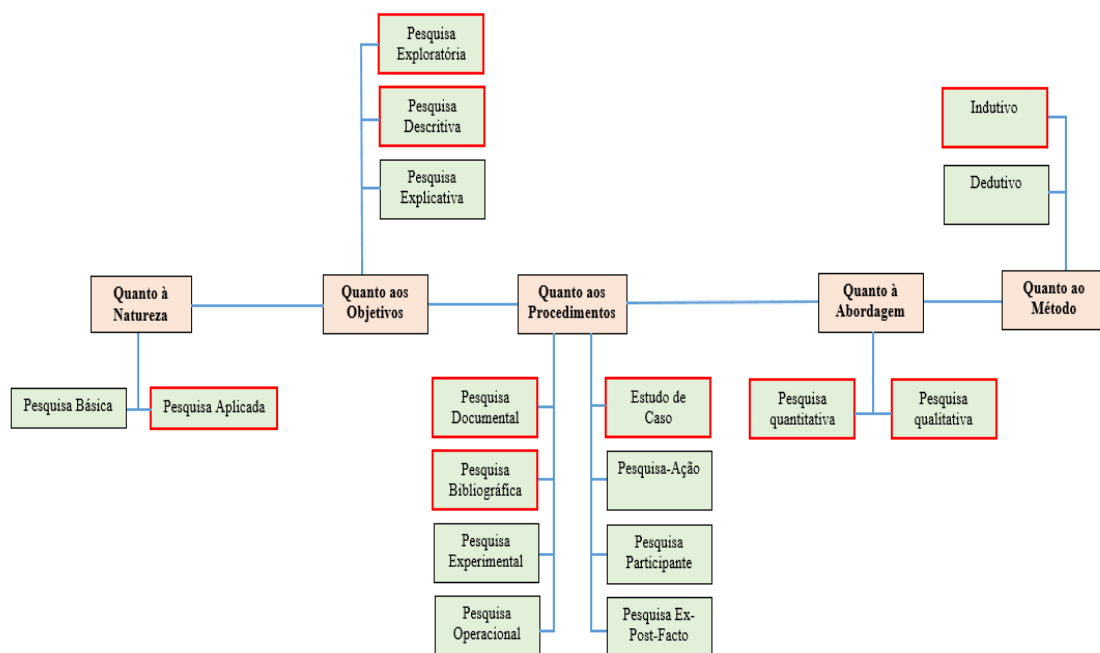 Pesquisa
Exploratória
Pesquisa
Descritiva
Pesquisa
Explicativa
Indutivo
Dedutivo
Quanto à
Natureza
Quanto aos
Objetivos
Quanto aos
Procedimentos
Quanto à
Abordagem
Quanto ao
Método
Pesquisa Básica
Pesquisa Aplicada
Pesquisa
Documental
Pesquisa
Bibliográfica
Pesquisa
Experimental
Pesquisa
Operacional
Estudo de
Caso
Pesquisa-Ação
Pesquisa
Participante
Pesquisa Ex-
Post-Facto
Pesquisa
quantitativa
Pesquisa
qualitativa